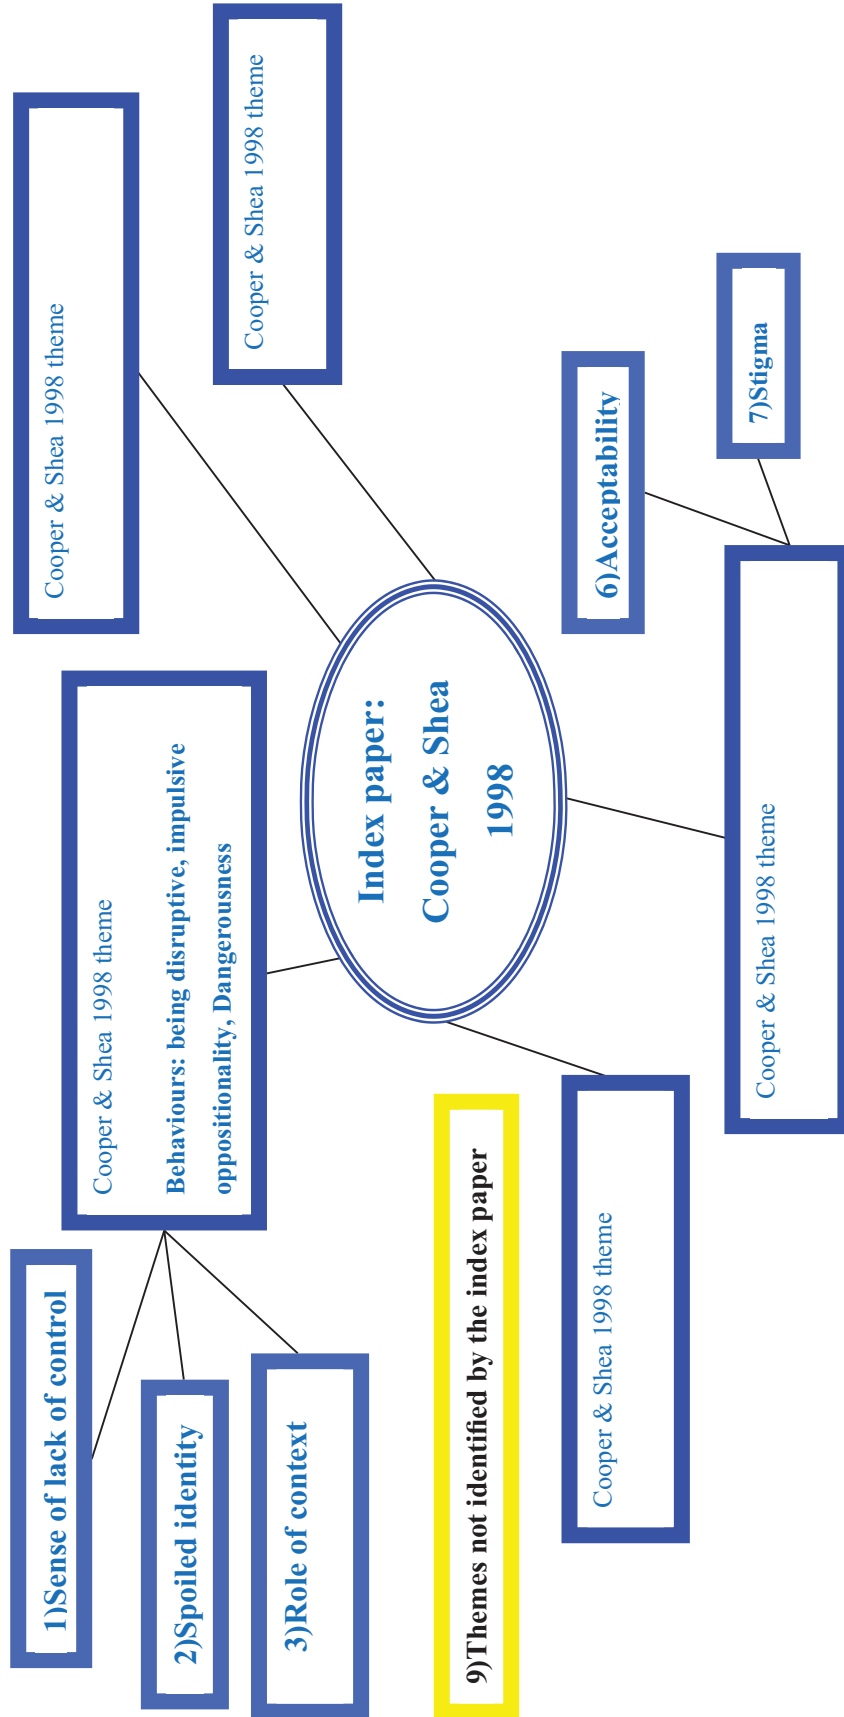 1)Sense of lack of control
2)Spoiled identity
3)Role of context
Cooper & Shea 1998 theme
Behaviours: being disruptive, impulsive
oppositionality, Dangerousness
Cooper & Shea 1998 theme
Cooper & Shea 1998 theme
Index paper:
Cooper & Shea
1998
9)Themes not identified by the index paper
Cooper & Shea 1998 theme
Cooper & Shea 1998 theme
6)Acceptability
7)Stigma